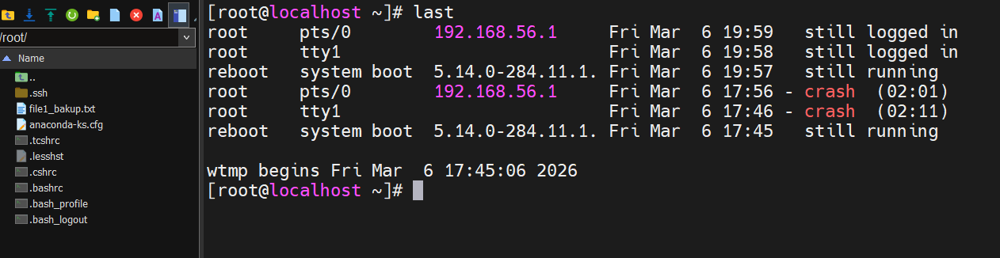 /root/
Name
..
.ssh
file1_bakup.txt
anaconda-ks.cfg
.tcshrc
.lesshst
.cshrc
.bashrc
.bash_profile
.bash_logout
[root@localhost ~]# last
root     pts/0        192.168.56.1     Fri Mar  6 19:59   still logged in
root     tty1                          Fri Mar  6 19:58   still logged in
reboot   system boot  5.14.0-284.11.1. Fri Mar  6 19:57   still running
root     pts/0        192.168.56.1     Fri Mar  6 17:56 - crash  (02:01)
root     tty1                          Fri Mar  6 17:46 - crash  (02:11)
reboot   system boot  5.14.0-284.11.1. Fri Mar  6 17:45   still running
wtmp begins Fri Mar  6 17:45:06 2026
[root@localhost ~]#